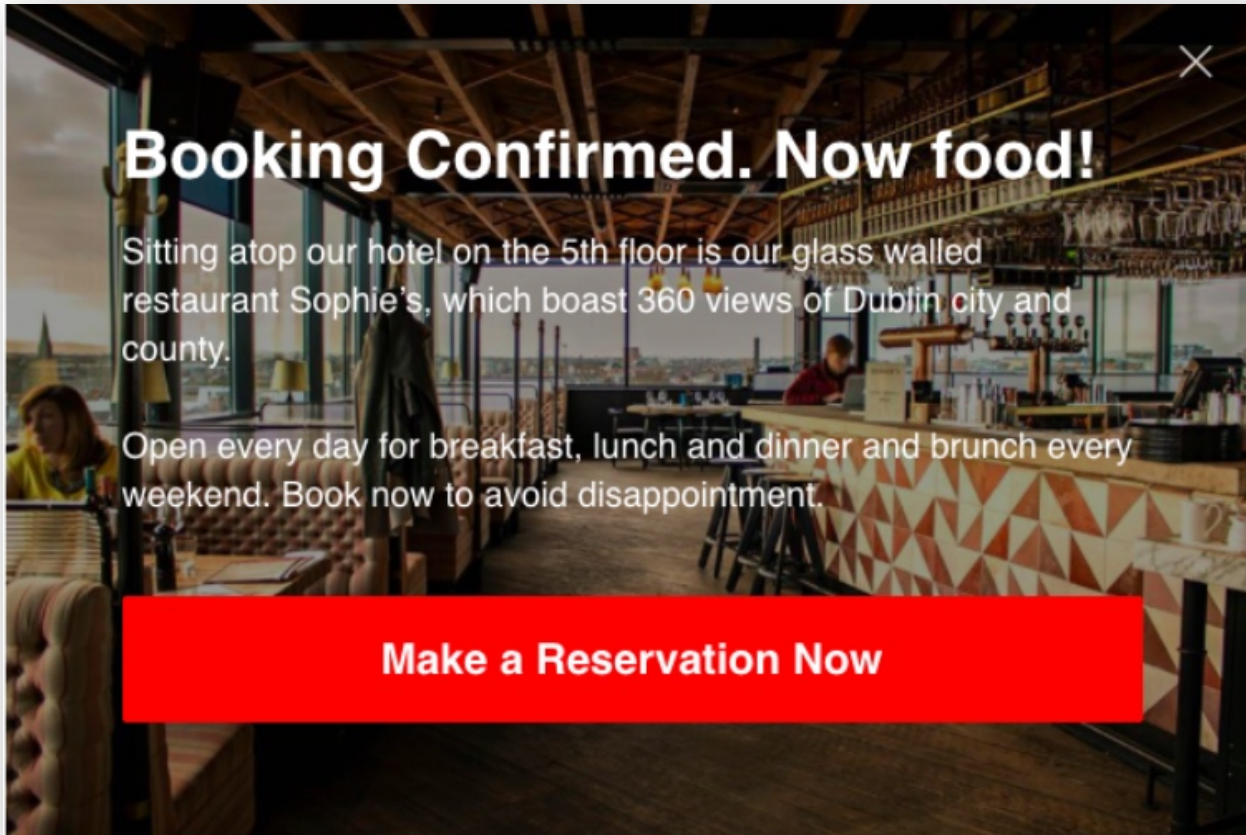 Booking Confirmed. Now food!
Sitting atop our hotel on the 5th floor is our glass walled
restaurant Sophie’s, which boast 360 views of Dublin city and
county.
Open every day for breakfast, lunch and dinner and brunch every
weekend. Book now to avoid disappointment.
Make a Reservation Now